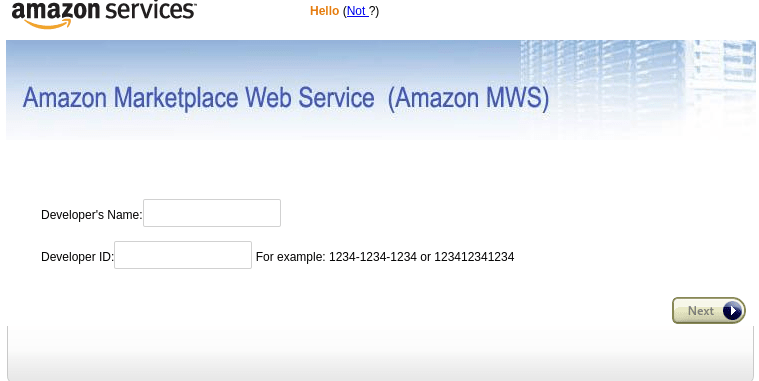 amazon services
Hello (Not ?)
Amazon Marketplace Web Service (Amazon MWS)
Developer's Name:
Developer ID: For example: 1234-1234-1234 or 123412341234
Next